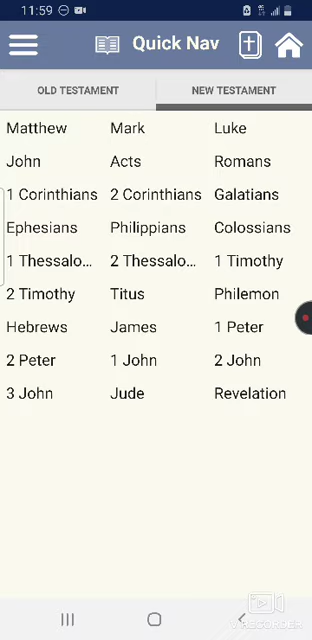 11:59
Quick Nav
OLD TESTAMENT NEW TESTAMENT
Matthew Mark Luke
John Acts Romans
1 Corinthians 2 Corinthians Galatians
Ephesians Philippians Colossians
1 Thessalo... 2 Thessalo... 1 Timothy
2 Timothy Titus Philemon
Hebrews James 1 Peter
2 Peter 1 John 2 John
3 John Jude Revelation
V RECORDER